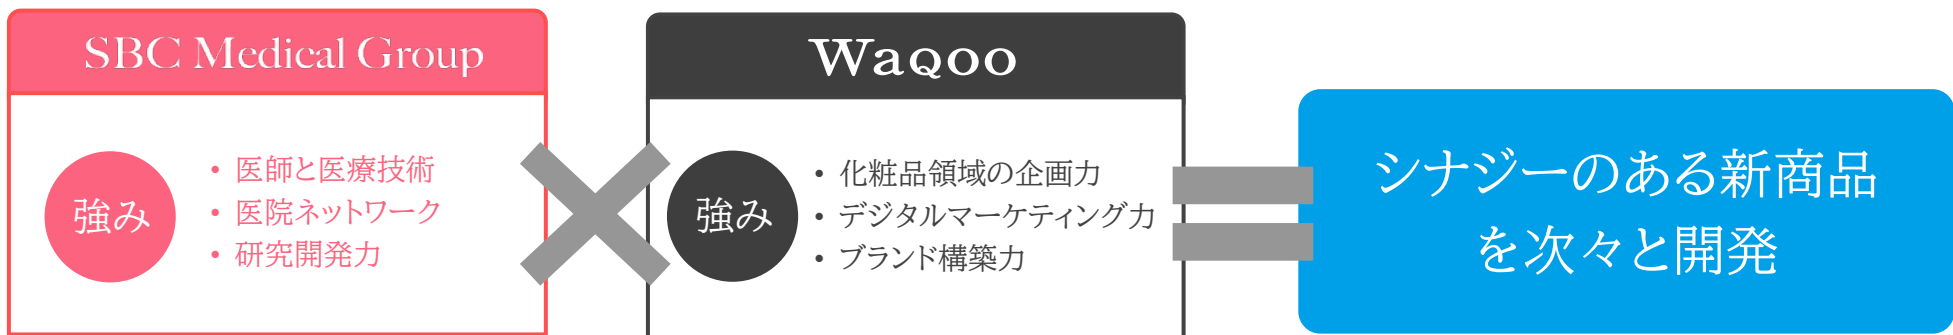 SBC Medical Group
強み
• 医師と医療技術
• 医院ネットワーク
• 研究開発力
Waqoo
強み
• 化粧品領域の企画力
• デジタルマーケティング力
• ブランド構築力
シナジーのある新商品
を次々と開発